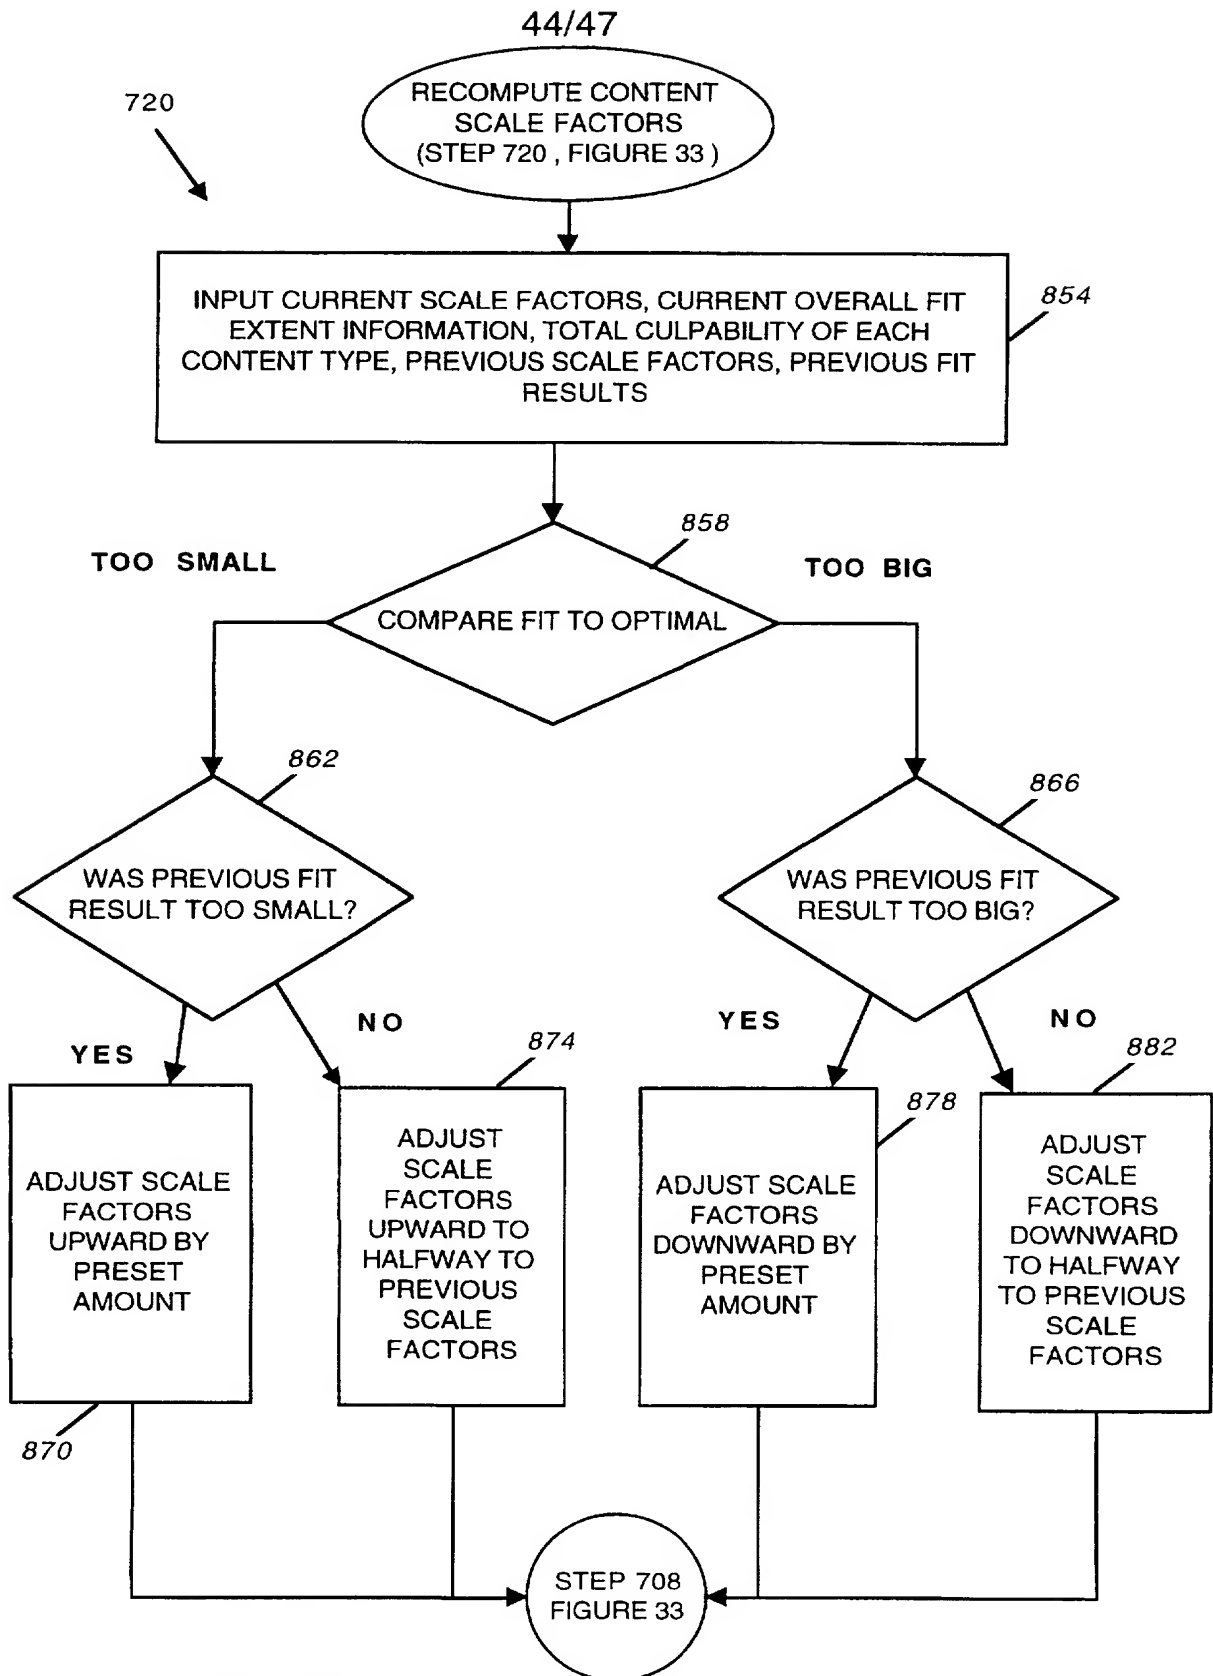 44/47
720
RECOMPUTE CONTENT
SCALE FACTORS
(STEP 720 , FIGURE 33 )
INPUT CURRENT SCALE FACTORS, CURRENT OVERALL FIT
EXTENT INFORMATION, TOTAL CULPABILITY OF EACH
CONTENT TYPE, PREVIOUS SCALE FACTORS, PREVIOUS FIT
RESULTS
854
858
TOO SMALL
TOO BIG
COMPARE FIT TO OPTIMAL
862
866
WAS PREVIOUS FIT
RESULT TOO SMALL?
WAS PREVIOUS FIT
RESULT TOO BIG?
YES
NO
YES
NO
874
882
878
ADJUST SCALE
FACTORS
UPWARD BY
PRESET
AMOUNT
ADJUST
SCALE
FACTORS
UPWARD TO
HALFWAY TO
PREVIOUS
SCALE
FACTORS
ADJUST SCALE
FACTORS
DOWNWARD BY
PRESET
AMOUNT
ADJUST
SCALE
FACTORS
DOWNWARD
TO HALFWAY
TO PREVIOUS
SCALE
FACTORS
870
STEP 708
FIGURE 33